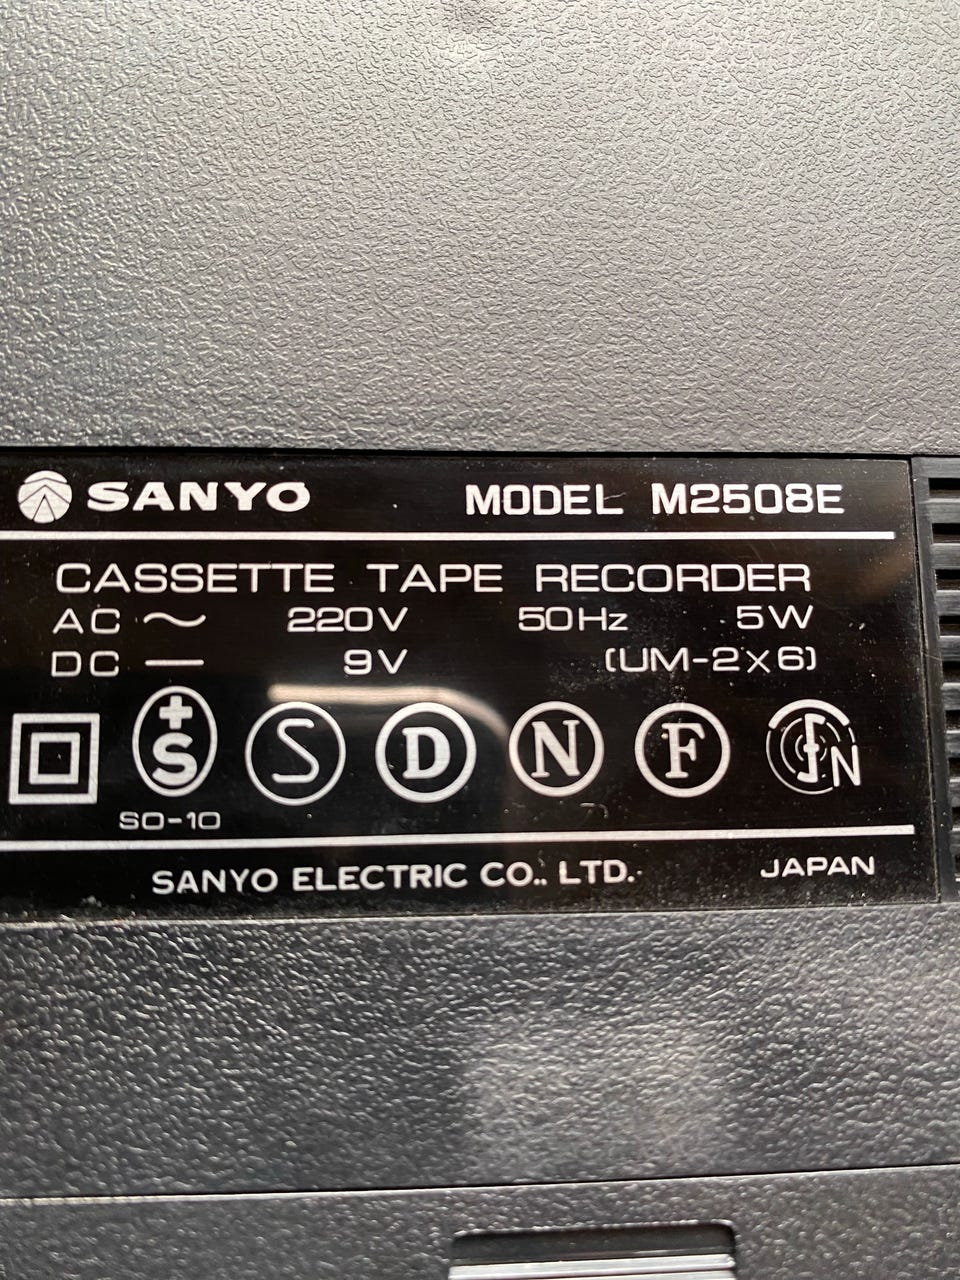 SANYO MODEL M2508E
CASSETTE TAPE RECORDER
AC ~ 220V 50Hz 5W
DC — 9V (UM-2×6)
+S S D N F FN
SO-10
SANYO ELECTRIC CO., LTD. JAPAN